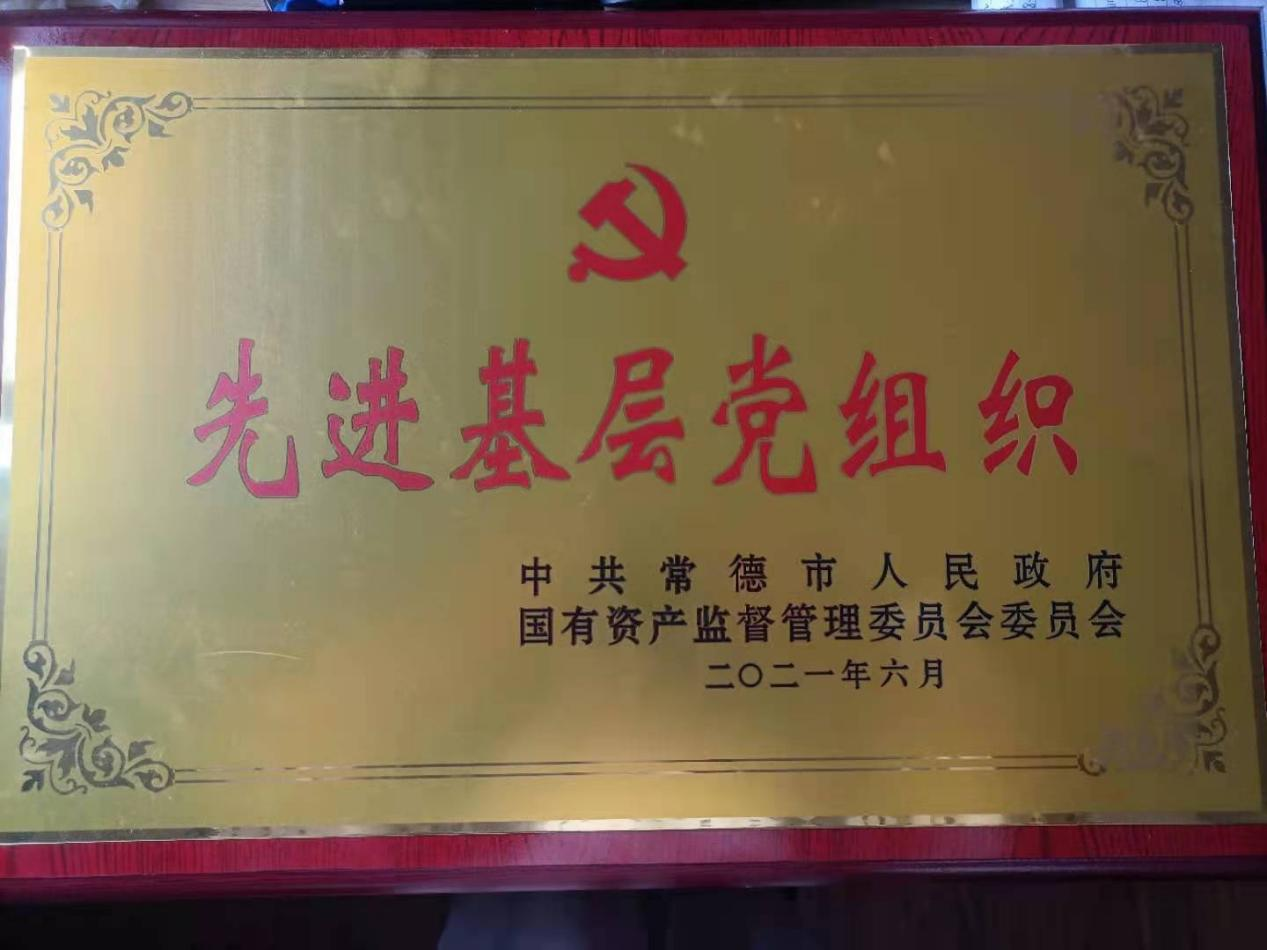 先进基层党组织
中共常德市人民政府
国有资产监督管理委员会委员会
二〇二一年六月